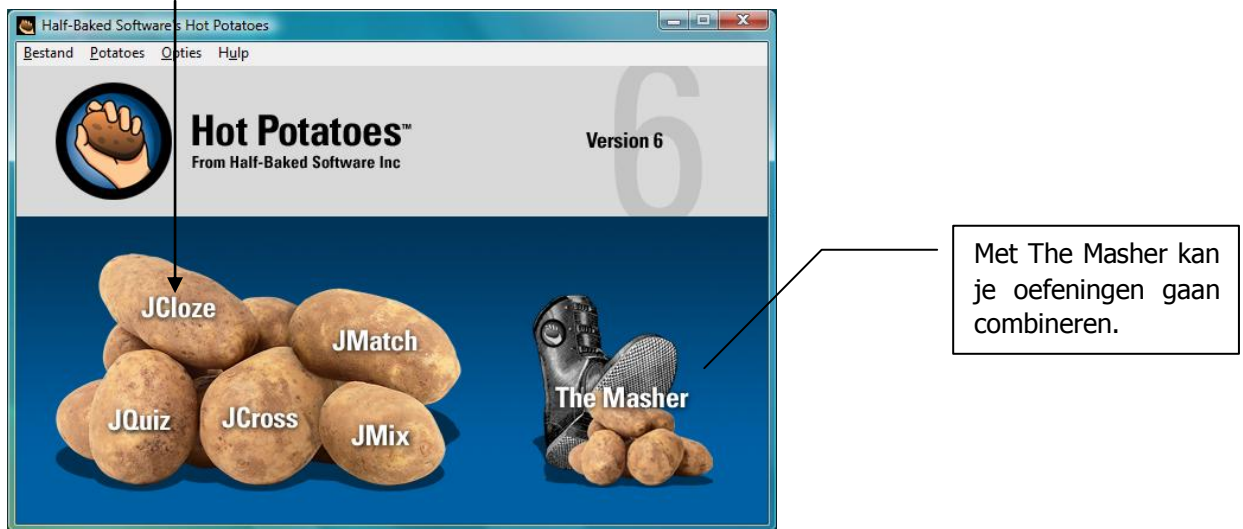 Half-Baked Software's Hot Potatoes
Bestand Potatoes Opties Hulp
6
Hot Potatoes™
From Half-Baked Software Inc
Version 6
JCloze
JMatch
JQuiz
JCross
JMix
The Masher
Met The Masher kan
je oefeningen gaan
combineren.